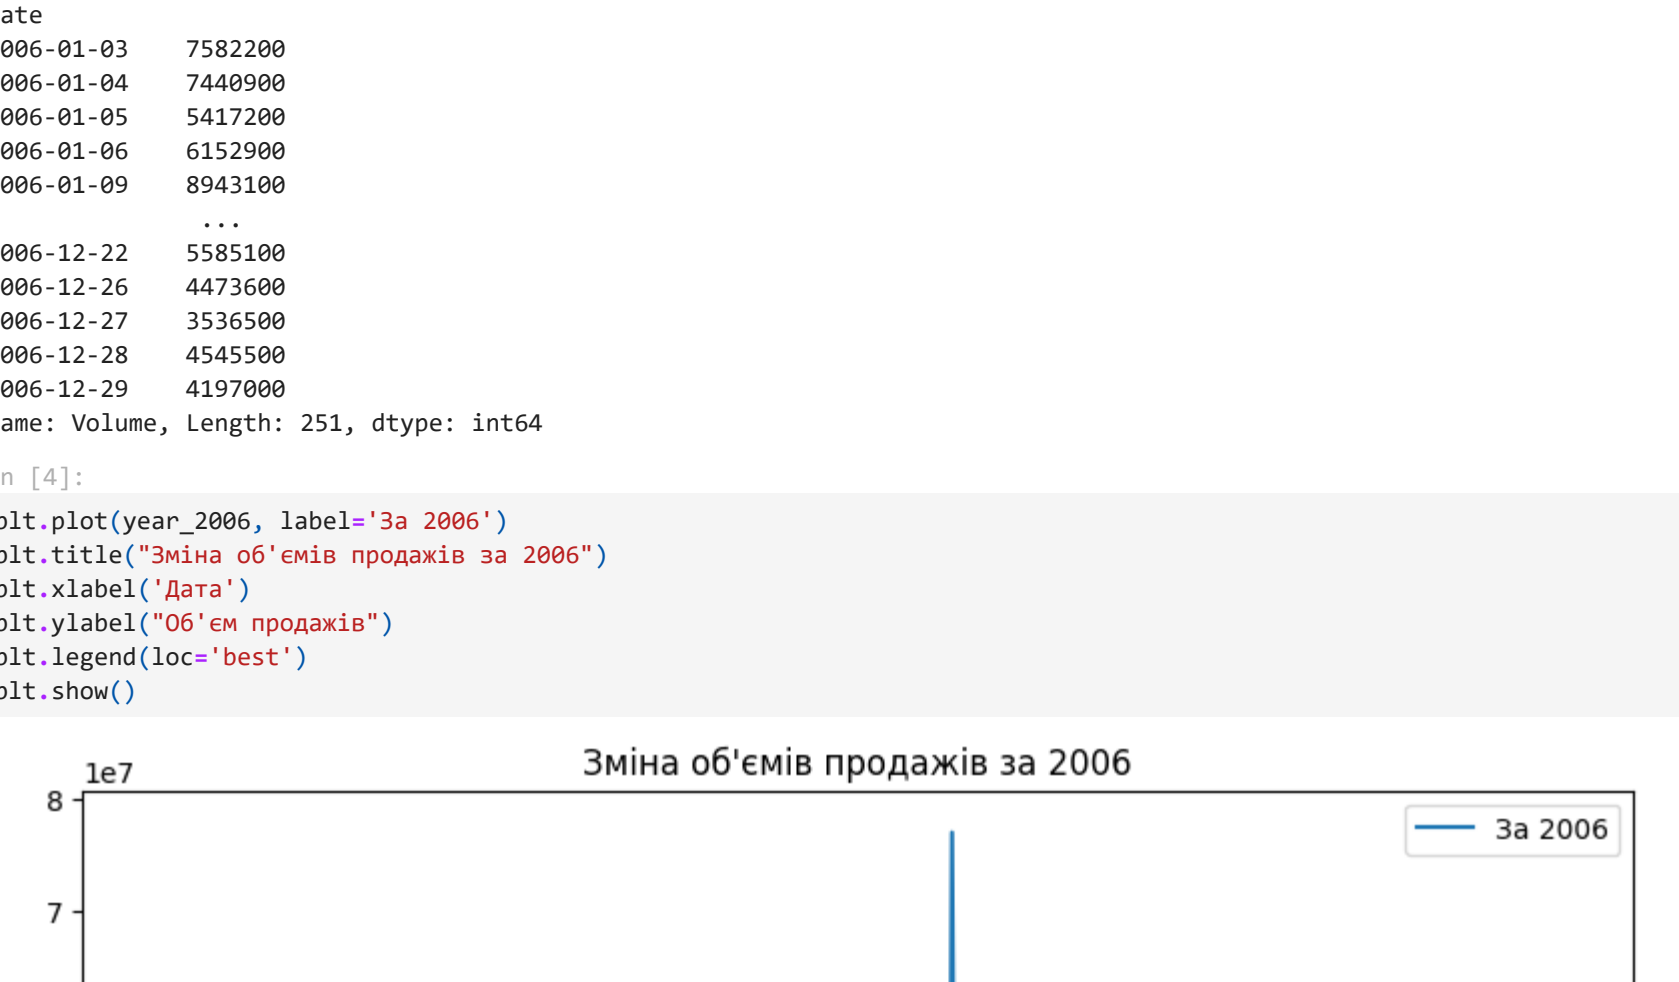 ate
006-01-03    7582200
006-01-04    7440900
006-01-05    5417200
006-01-06    6152900
006-01-09    8943100
...
006-12-22    5585100
006-12-26    4473600
006-12-27    3536500
006-12-28    4545500
006-12-29    4197000
ame: Volume, Length: 251, dtype: int64
n [4]:
plt.plot(year_2006, label='За 2006')
plt.title("Зміна об'ємів продажів за 2006")
plt.xlabel('Дата')
plt.ylabel("Об'єм продажів")
plt.legend(loc='best')
plt.show()
Зміна об'ємів продажів за 2006
1e7
8
За 2006
7